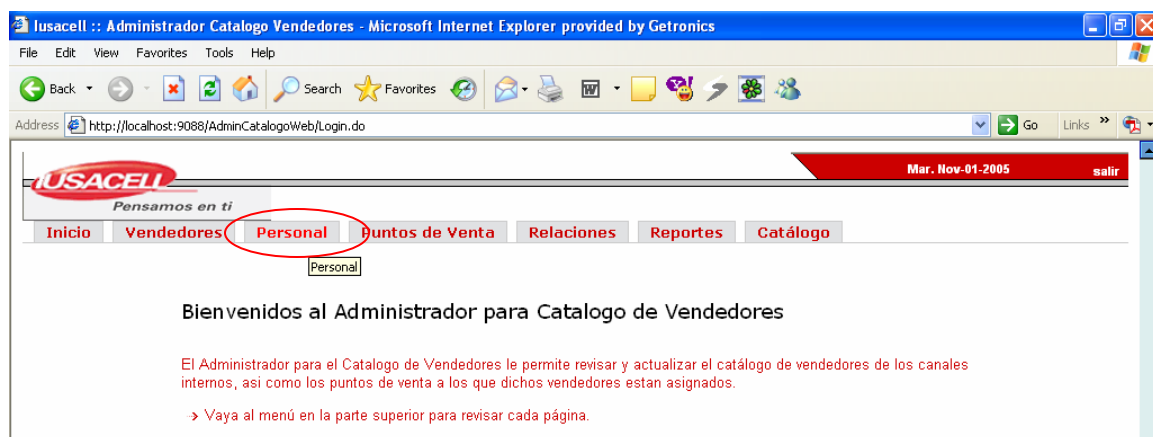 Iusacell :: Administrador Catalogo Vendedores - Microsoft Internet Explorer provided by Getronics
File Edit View Favorites Tools Help
Back Search Favorites
Address http://localhost:9088/AdminCatalogoWeb/Login.do Go Links »
Mar. Nov-01-2005 salir
IUSACELL
Pensamos en ti
Inicio Vendedores Personal Puntos de Venta Relaciones Reportes Catálogo
Personal
Bienvenidos al Administrador para Catalogo de Vendedores
El Administrador para el Catalogo de Vendedores le permite revisar y actualizar el catálogo de vendedores de los canales
internos, asi como los puntos de venta a los que dichos vendedores estan asignados.
→ Vaya al menú en la parte superior para revisar cada página.